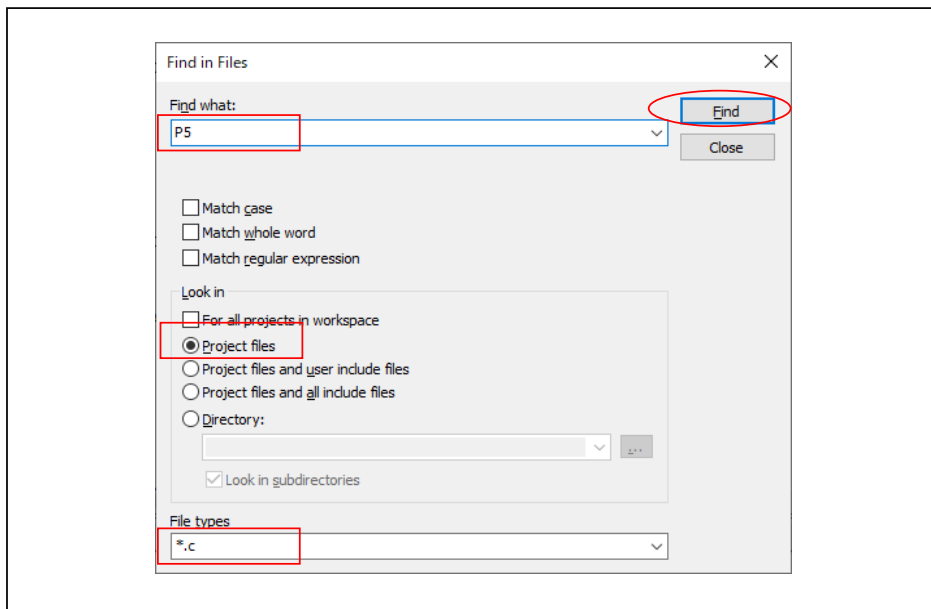 Find in Files
Find what:
P5
Find
Close
Match case
Match whole word
Match regular expression
Look in
For all projects in workspace
Project files
Project files and user include files
Project files and all include files
Directory:
...
Look in subdirectories
File types
*.c